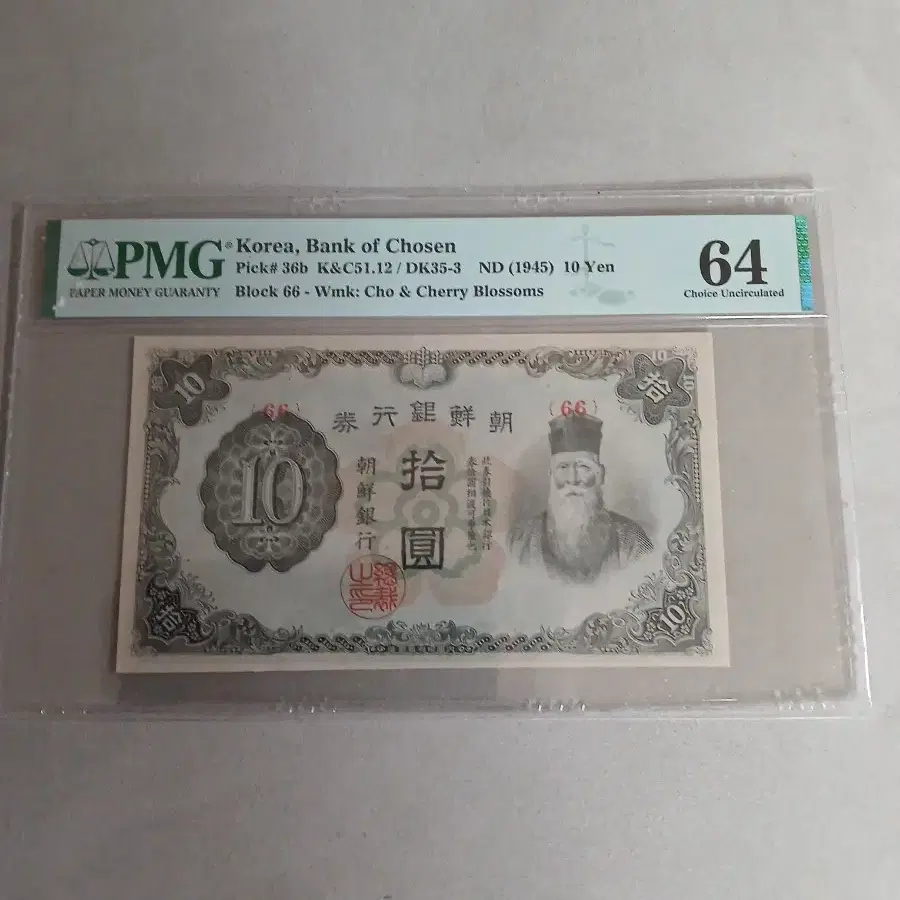 PMG
PAPER MONEY GUARANTY
Korea, Bank of Chosen
Pick# 36b K&C51.12 / DK35-3 ND (1945) 10 Yen
Block 66 - Wmk: Cho & Cherry Blossoms
64
Choice Uncirculated
10
拾
{66}
{66}
券行銀鮮朝
10
朝鮮銀行
拾圓
拾
10